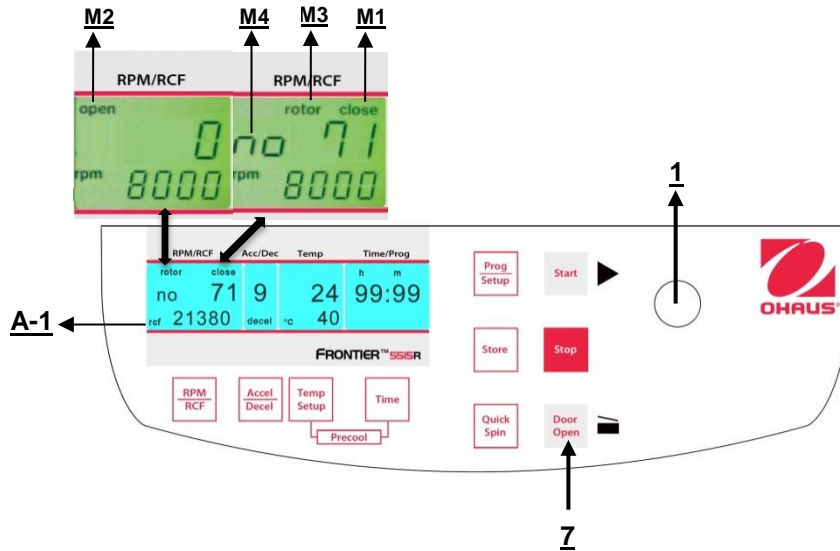 M2 M4 M3 M1
RPM/RCF RPM/RCF
open
0
rpm 8000
rotor close
no 71
rpm 8000
1
A-1
RPM/RCF Acc/Dec Temp Time/Prog
rotor close h m
no 71 9 24 99:99
rcf 21380 decel °C 40
FRONTIER™ 5515R
RPM
RCF
Accel
Decel
Temp
Setup
Time
Precool
Prog
Setup
Start
Store
Stop
Quick
Spin
Door
Open
OHAUS®
7